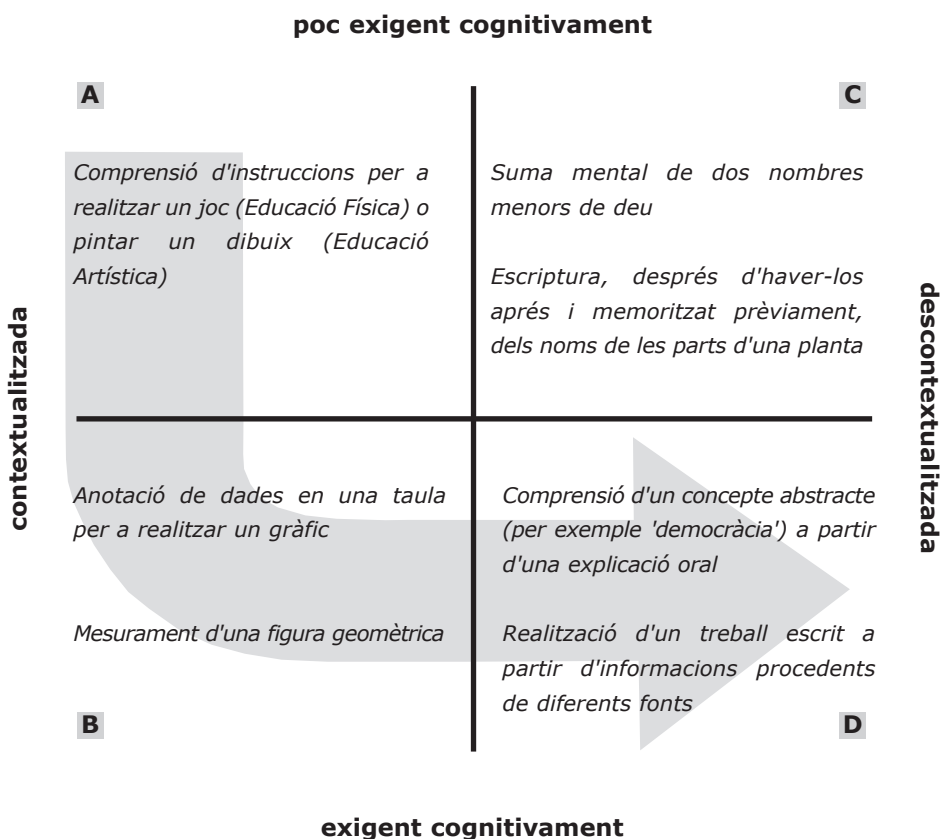 poc exigent cognitivament
A
C
Comprensió d'instruccions per a
realitzar un joc (Educació Física) o
pintar un dibuix (Educació
Artística)
Suma mental de dos nombres
menors de deu
Escriptura, després d'haver-los
aprés i memoritzat prèviament,
dels noms de les parts d'una planta
contextualitzada
descontextualitzada
Anotació de dades en una taula
per a realitzar un gràfic
Mesurament d'una figura geomètrica
Comprensió d'un concepte abstracte
(per exemple 'democràcia') a partir
d'una explicació oral
Realització d'un treball escrit a
partir d'informacions procedents
de diferents fonts
B
D
exigent cognitivament